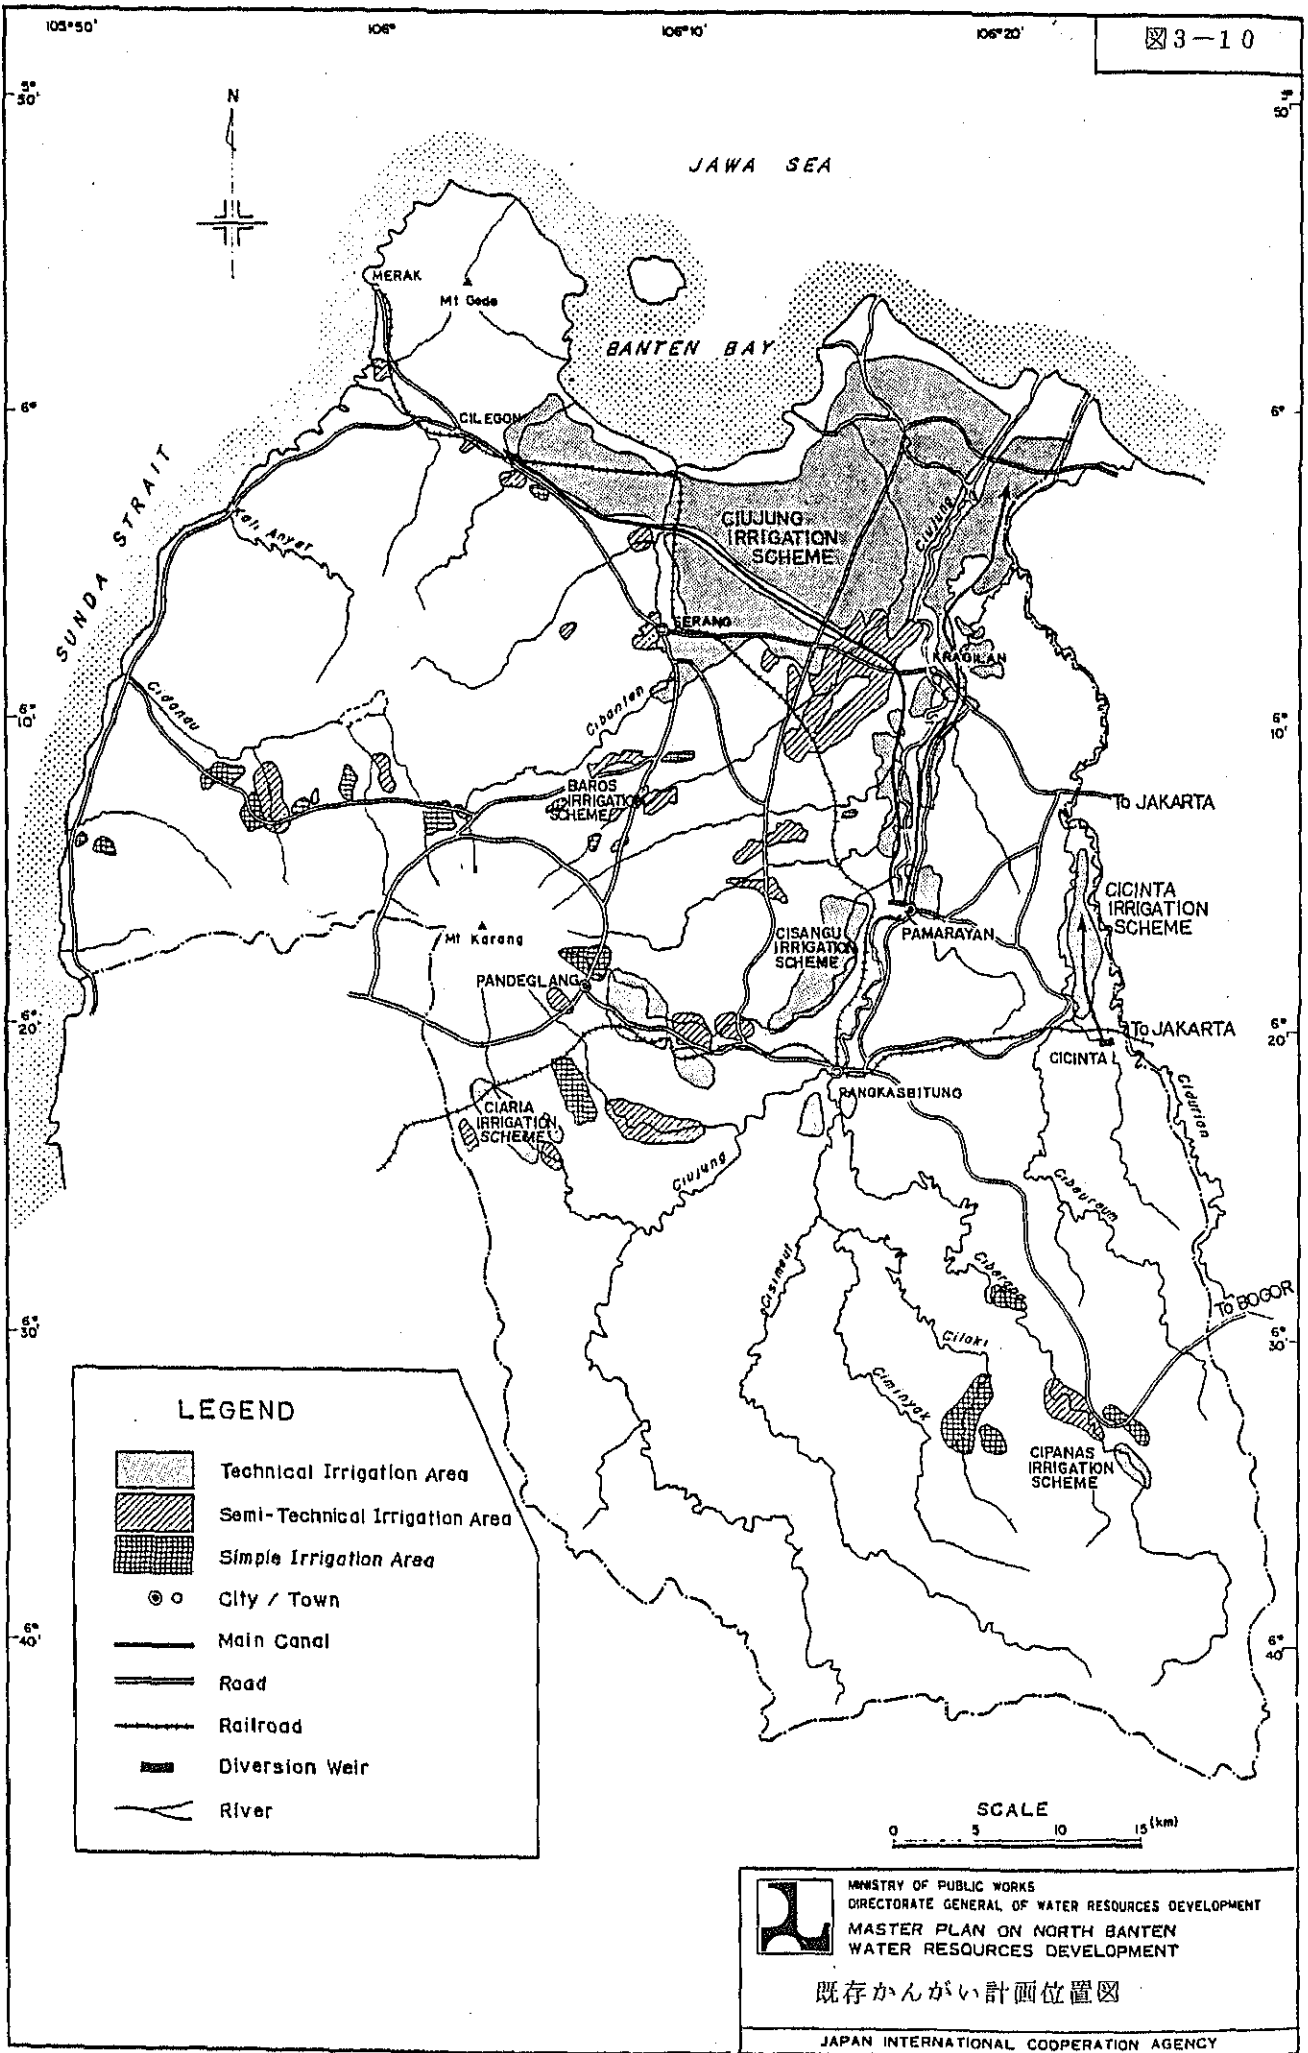 105°50'
106°
106°10'
106°20'
図3-10
5°
50'
50'
N
JAWA SEA
MERAK
Mt Gede
BANTEN BAY
6°
6°
CILEGON
SUNDA STRAIT
Kali Anyer
CIUJUNG
IRRIGATION
SCHEME
Ciujung
SERANG
KRAGILAN
Cidanau
Cibanten
6°
10'
6°
10'
BAROS
IRRIGATION
SCHEME
To JAKARTA
CICINTA
IRRIGATION
SCHEME
Mt Karang
CISANGU
IRRIGATION
SCHEME
PAMARAYAN
PANDEGLANG
6°
20'
6°
20'
To JAKARTA
CICINTA
RANGKASBITUNG
Cidurian
CIARIA
IRRIGATION
SCHEME
Ciujung
Cibeureum
Cisimeut
Ciberang
To BOGOR
6°
30'
6°
30'
Cilaki
Ciminyak
CIPANAS
IRRIGATION
SCHEME
LEGEND
Technical Irrigation Area
Semi-Technical Irrigation Area
Simple Irrigation Area
City / Town
Main Canal
Road
Railroad
Diversion Weir
River
6°
40'
6°
40'
SCALE
0 5 10 15 (km)
MINISTRY OF PUBLIC WORKS
DIRECTORATE GENERAL OF WATER RESOURCES DEVELOPMENT
MASTER PLAN ON NORTH BANTEN
WATER RESOURCES DEVELOPMENT
既存かんがい計画位置図
JAPAN INTERNATIONAL COOPERATION AGENCY